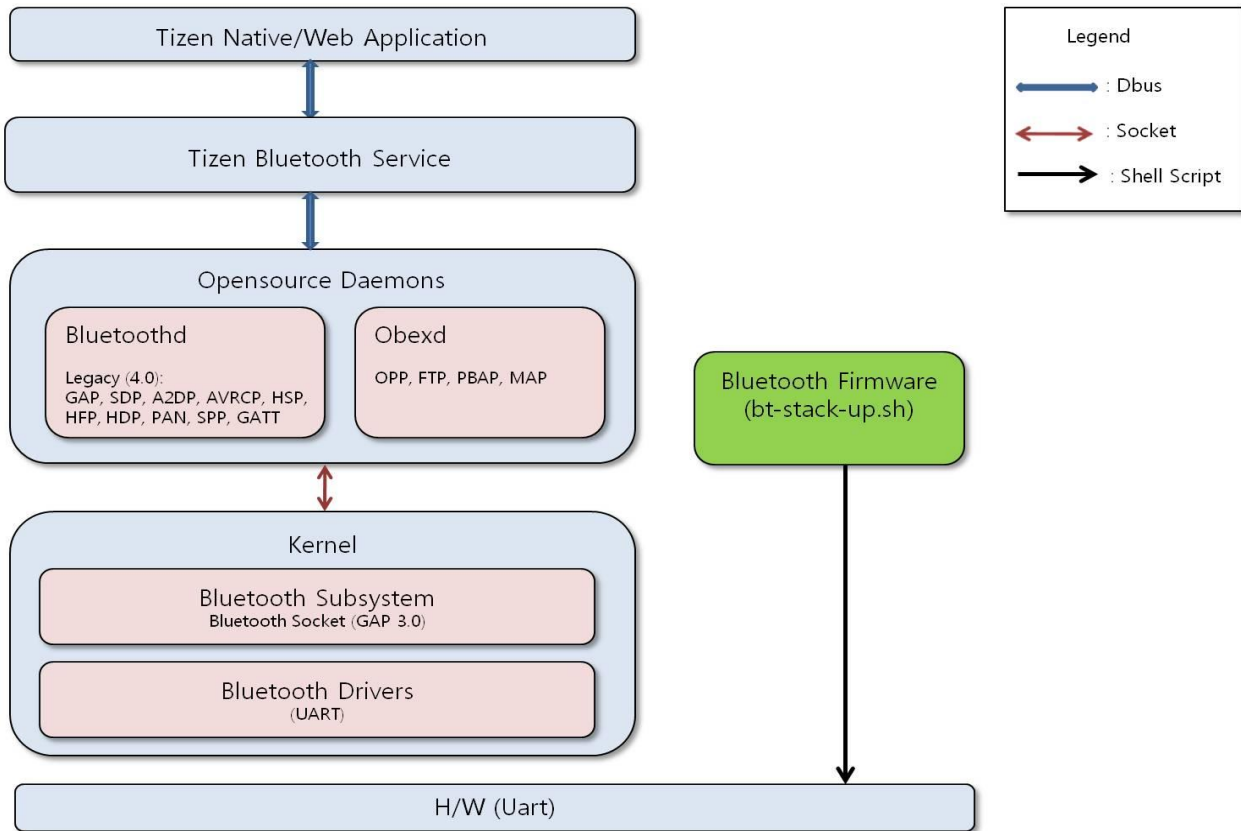 Tizen Native/Web Application
Legend
: Dbus
: Socket
: Shell Script
Tizen Bluetooth Service
Opensource Daemons
Bluetoothd
Legacy (4.0):
GAP, SDP, A2DP, AVRCP, HSP,
HFP, HDP, PAN, SPP, GATT
Obexd
OPP, FTP, PBAP, MAP
Bluetooth Firmware
(bt-stack-up.sh)
Kernel
Bluetooth Subsystem
Bluetooth Socket (GAP 3.0)
Bluetooth Drivers
(UART)
H/W (Uart)